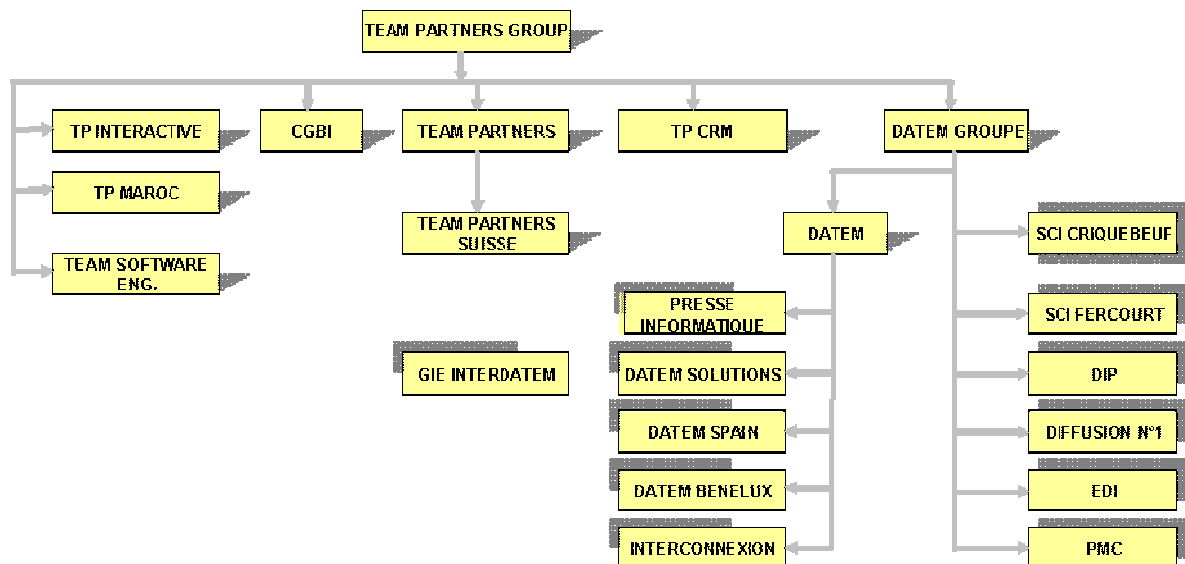 TEAM PARTNERS GROUP
TP INTERACTIVE
CGBI
TEAM PARTNERS
TP CRM
DATEM GROUPE
TP MAROC
TEAM PARTNERS
SUISSE
DATEM
SCI CRIQUEBEUF
TEAM SOFTWARE
ENG.
PRESSE
INFORMATIQUE
SCI FERCOURT
GIE INTERDATEM
DATEM SOLUTIONS
DIP
DATEM SPAIN
DIFFUSION N°1
DATEM BENELUX
EDI
INTERCONNEXION
PMC